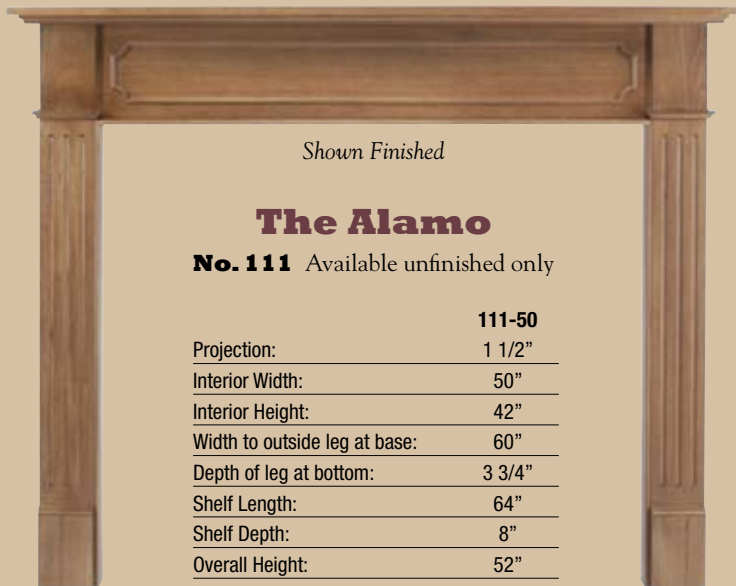 Shown Finished
The Alamo
No. 111 Available unfinished only
111-50
Projection: 1 1/2”
Interior Width: 50”
Interior Height: 42”
Width to outside leg at base: 60”
Depth of leg at bottom: 3 3/4”
Shelf Length: 64”
Shelf Depth: 8”
Overall Height: 52”